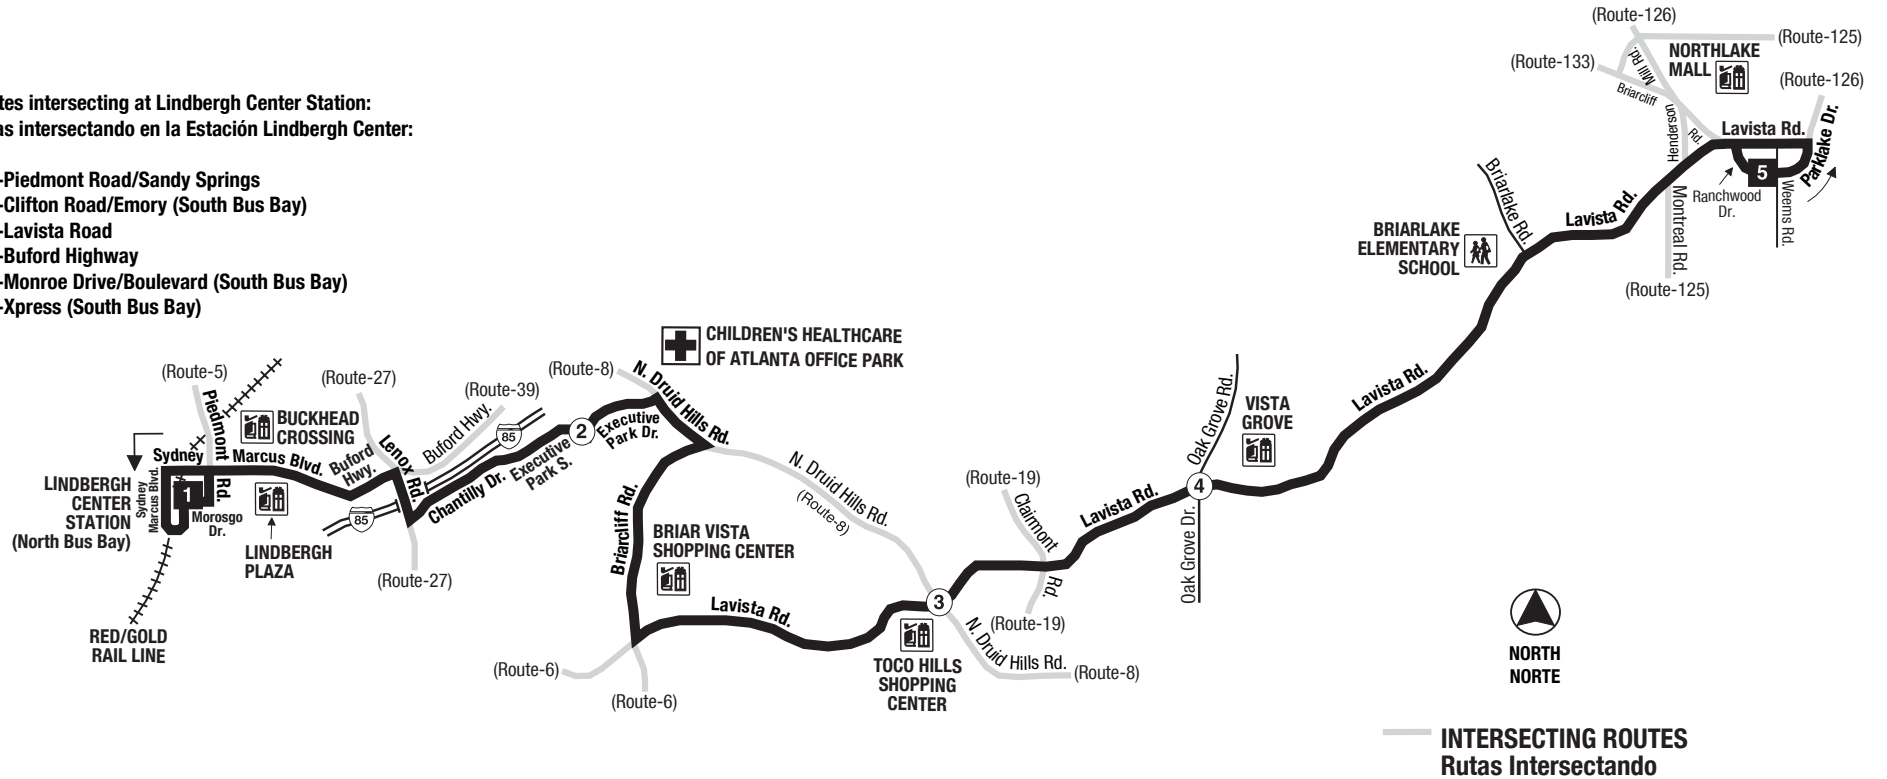 tes intersecting at Lindbergh Center Station:
as intersectando en la Estación Lindbergh Center:
-Piedmont Road/Sandy Springs
-Clifton Road/Emory (South Bus Bay)
-Lavista Road
-Buford Highway
-Monroe Drive/Boulevard (South Bus Bay)
-Xpress (South Bus Bay)
(Route-126)
(Route-125)
(Route-133)
Mill Rd.
NORTHLAKE
MALL
(Route-126)
Briarcliff
Rd.
Henderson
Lavista Rd.
Parklake Dr.
5
Ranchwood
Dr.
Weems Rd.
Montreal Rd.
(Route-125)
Lavista Rd.
Briarlake Rd.
BRIARLAKE
ELEMENTARY
SCHOOL
Lavista Rd.
Oak Grove Rd.
VISTA
GROVE
4
Oak Grove Dr.
Lavista Rd.
(Route-19)
Clairmont
Rd.
(Route-19)
CHILDREN'S HEALTHCARE
OF ATLANTA OFFICE PARK
(Route-8)
N. Druid Hills Rd.
2
Executive
Park Dr.
Executive
Park S.
Chantilly Dr.
85
Buford Hwy.
(Route-39)
(Route-27)
Lenox Rd.
Buford
Hwy.
85
(Route-27)
(Route-5)
Piedmont
Rd.
BUCKHEAD
CROSSING
Sydney
Marcus Blvd.
Sydney
Marcus Blvd.
1
Morosgo
Dr.
LINDBERGH
CENTER
STATION
(North Bus Bay)
LINDBERGH
PLAZA
RED/GOLD
RAIL LINE
N. Druid Hills Rd.
(Route-8)
Briarcliff Rd.
BRIAR VISTA
SHOPPING CENTER
Lavista Rd.
3
TOCO HILLS
SHOPPING
CENTER
N. Druid Hills Rd.
(Route-8)
(Route-6)
(Route-6)
NORTH
NORTE
INTERSECTING ROUTES
Rutas Intersectando